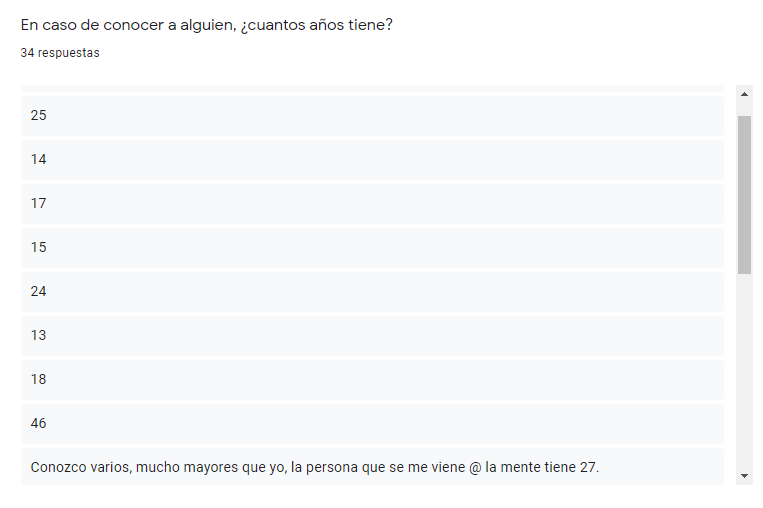 En caso de conocer a alguien, ¿cuantos años tiene?
34 respuestas
25
14
17
15
24
13
18
46
Conozco varios, mucho mayores que yo, la persona que se me viene @ la mente tiene 27.